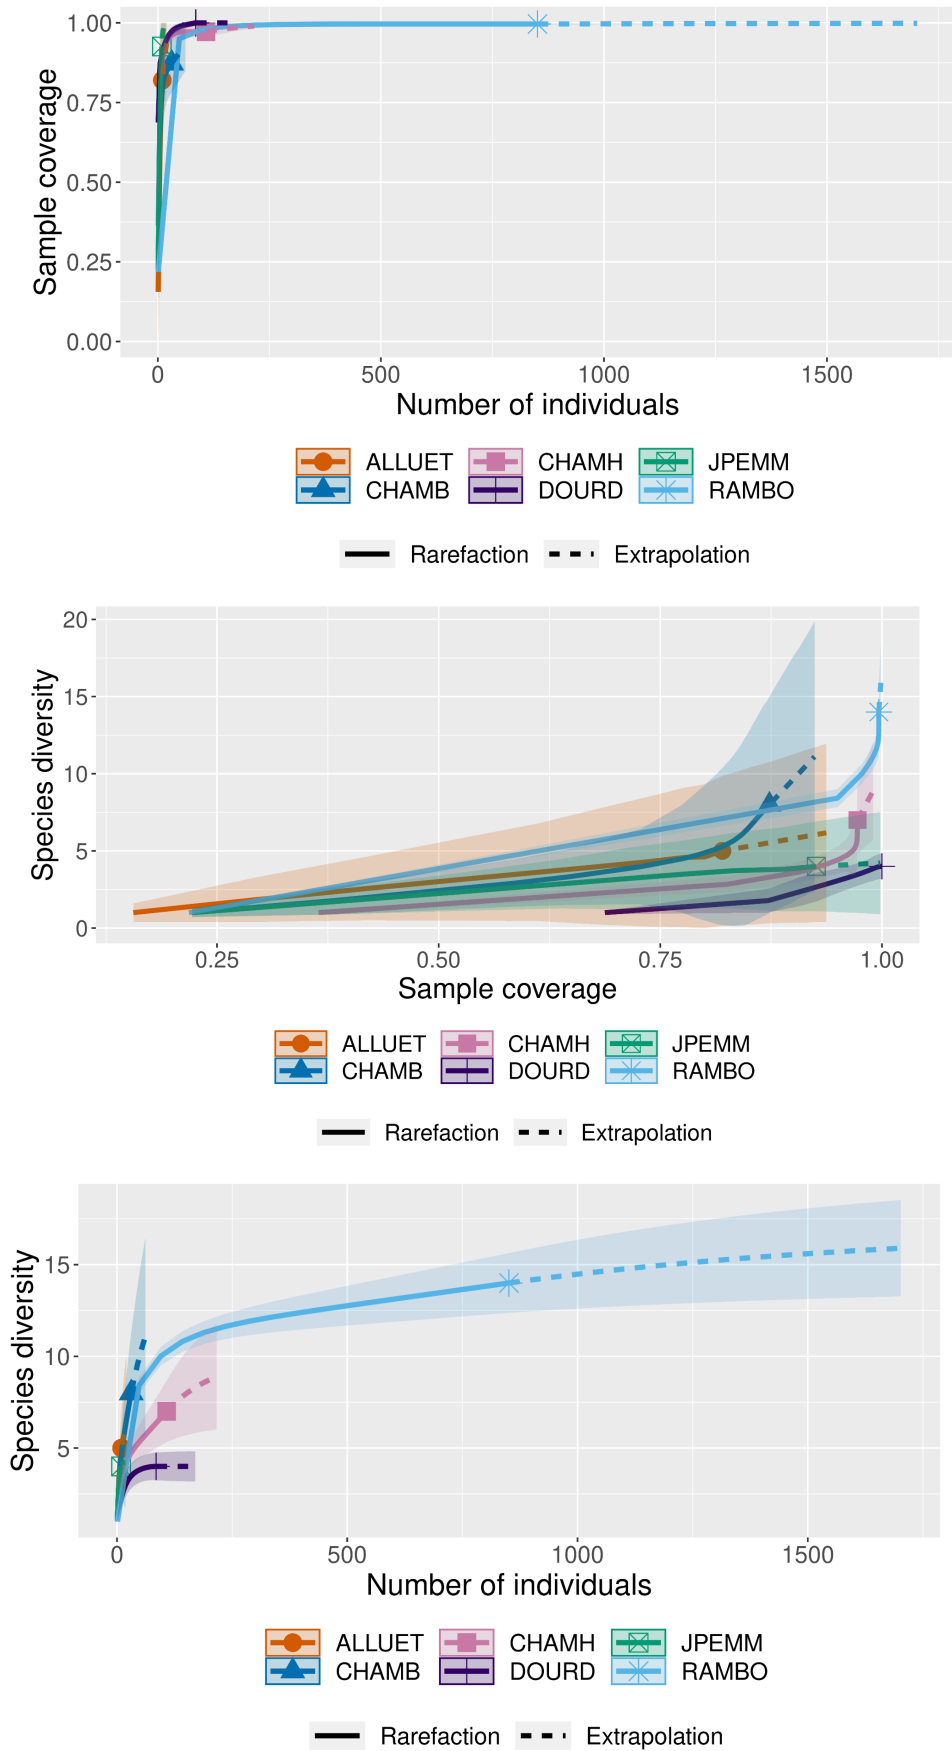 1.00
0.75
0.50
0.25
0.00
Sample coverage
0 500 1000 1500
Number of individuals
ALLUET CHAMH JPEMM
CHAMB DOURD RAMBO
Rarefaction Extrapolation
20
15
10
5
0
Species diversity
0.25 0.50 0.75 1.00
Sample coverage
ALLUET CHAMH JPEMM
CHAMB DOURD RAMBO
Rarefaction Extrapolation
15
10
5
Species diversity
0 500 1000 1500
Number of individuals
ALLUET CHAMH JPEMM
CHAMB DOURD RAMBO
Rarefaction Extrapolation